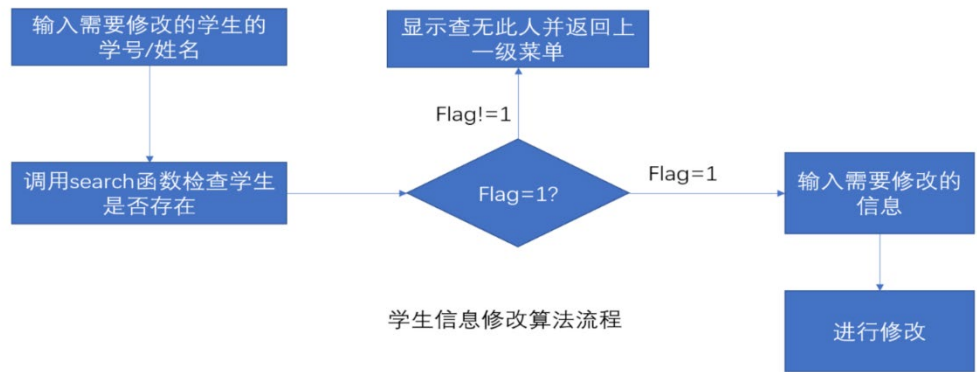 输入需要修改的学生的
学号/姓名
显示查无此人并返回上
一级菜单
Flag!=1
调用search函数检查学生
是否存在
Flag=1?
Flag=1
输入需要修改的
信息
学生信息修改算法流程
进行修改